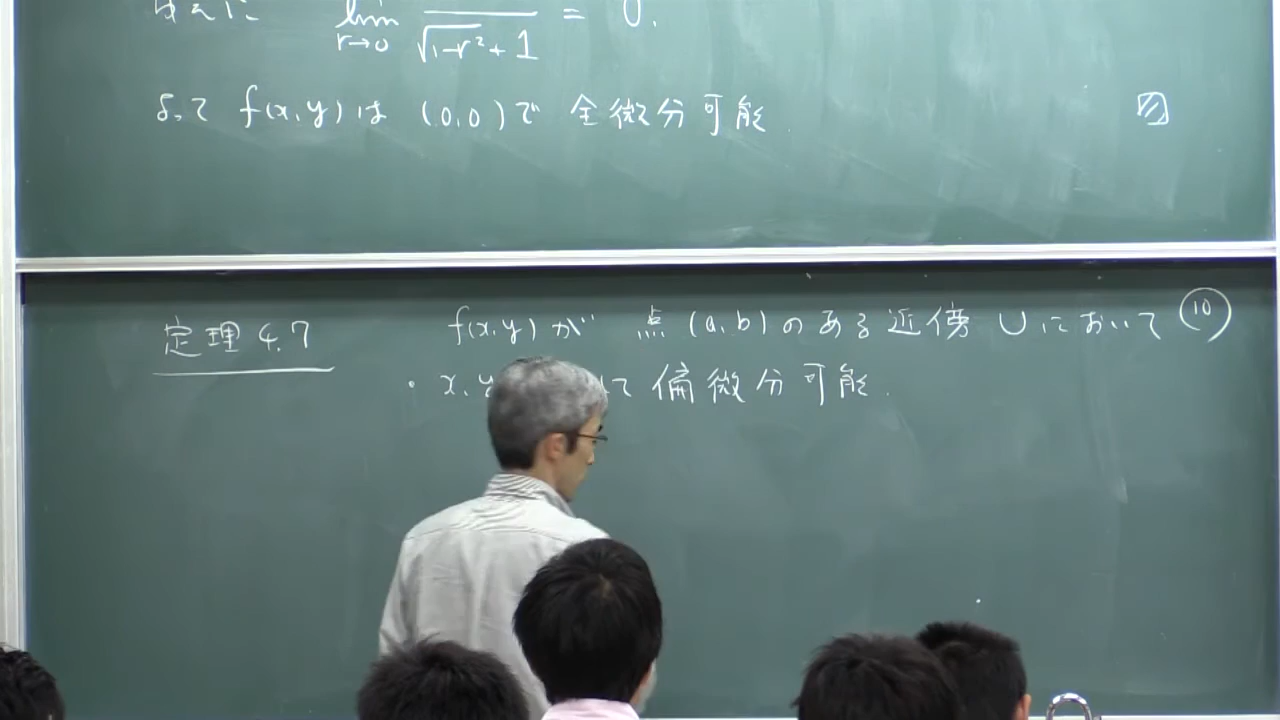 ゆえに lim r→0 / √1-r²+1 = 0.
よって f(x,y)は (0,0)で 全微分可能.
定理 4.7 f(x,y)が 点(a,b)のある近傍 Uにおいて ⑩
・ x, て 偏微分可能.